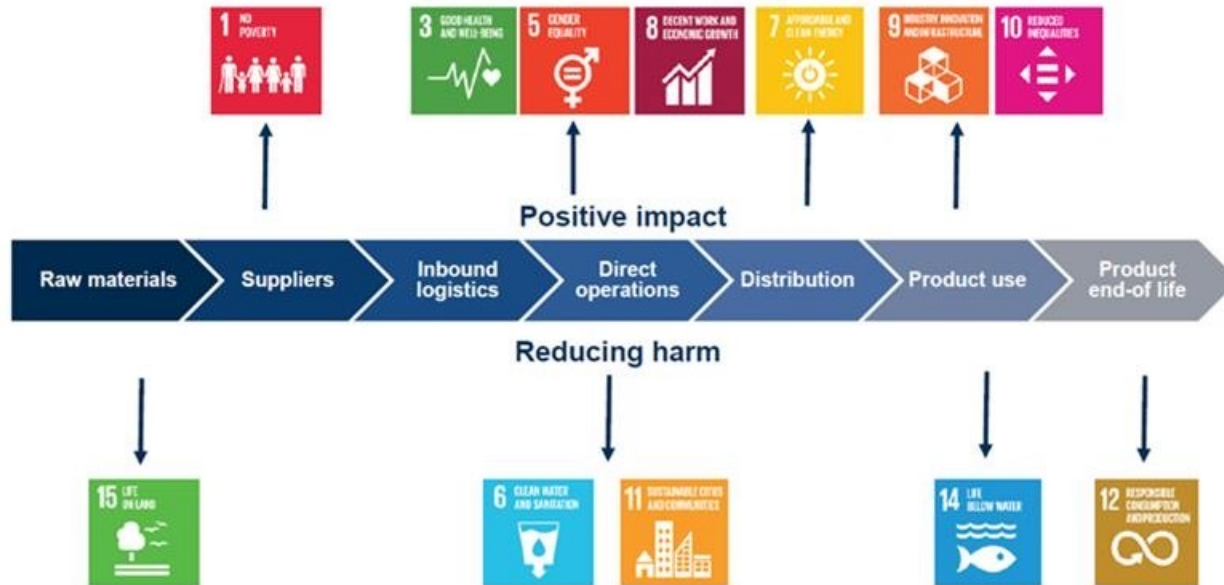 1 NO
POVERTY
3 GOOD HEALTH
AND WELL-BEING
5 GENDER
EQUALITY
8 DECENT WORK AND
ECONOMIC GROWTH
7 AFFORDABLE AND
CLEAN ENERGY
9 INDUSTRY INNOVATION
AND INFRASTRUCTURE
10 REDUCED
INEQUALITIES
Positive impact
Raw materials
Suppliers
Inbound
logistics
Direct
operations
Distribution
Product use
Product
end-of life
Reducing harm
15 LIFE
ON LAND
6 CLEAN WATER
AND SANITATION
11 SUSTAINABLE CITIES
AND COMMUNITIES
14 LIFE
BELOW WATER
12 RESPONSIBLE
CONSUMPTION
AND PRODUCTION